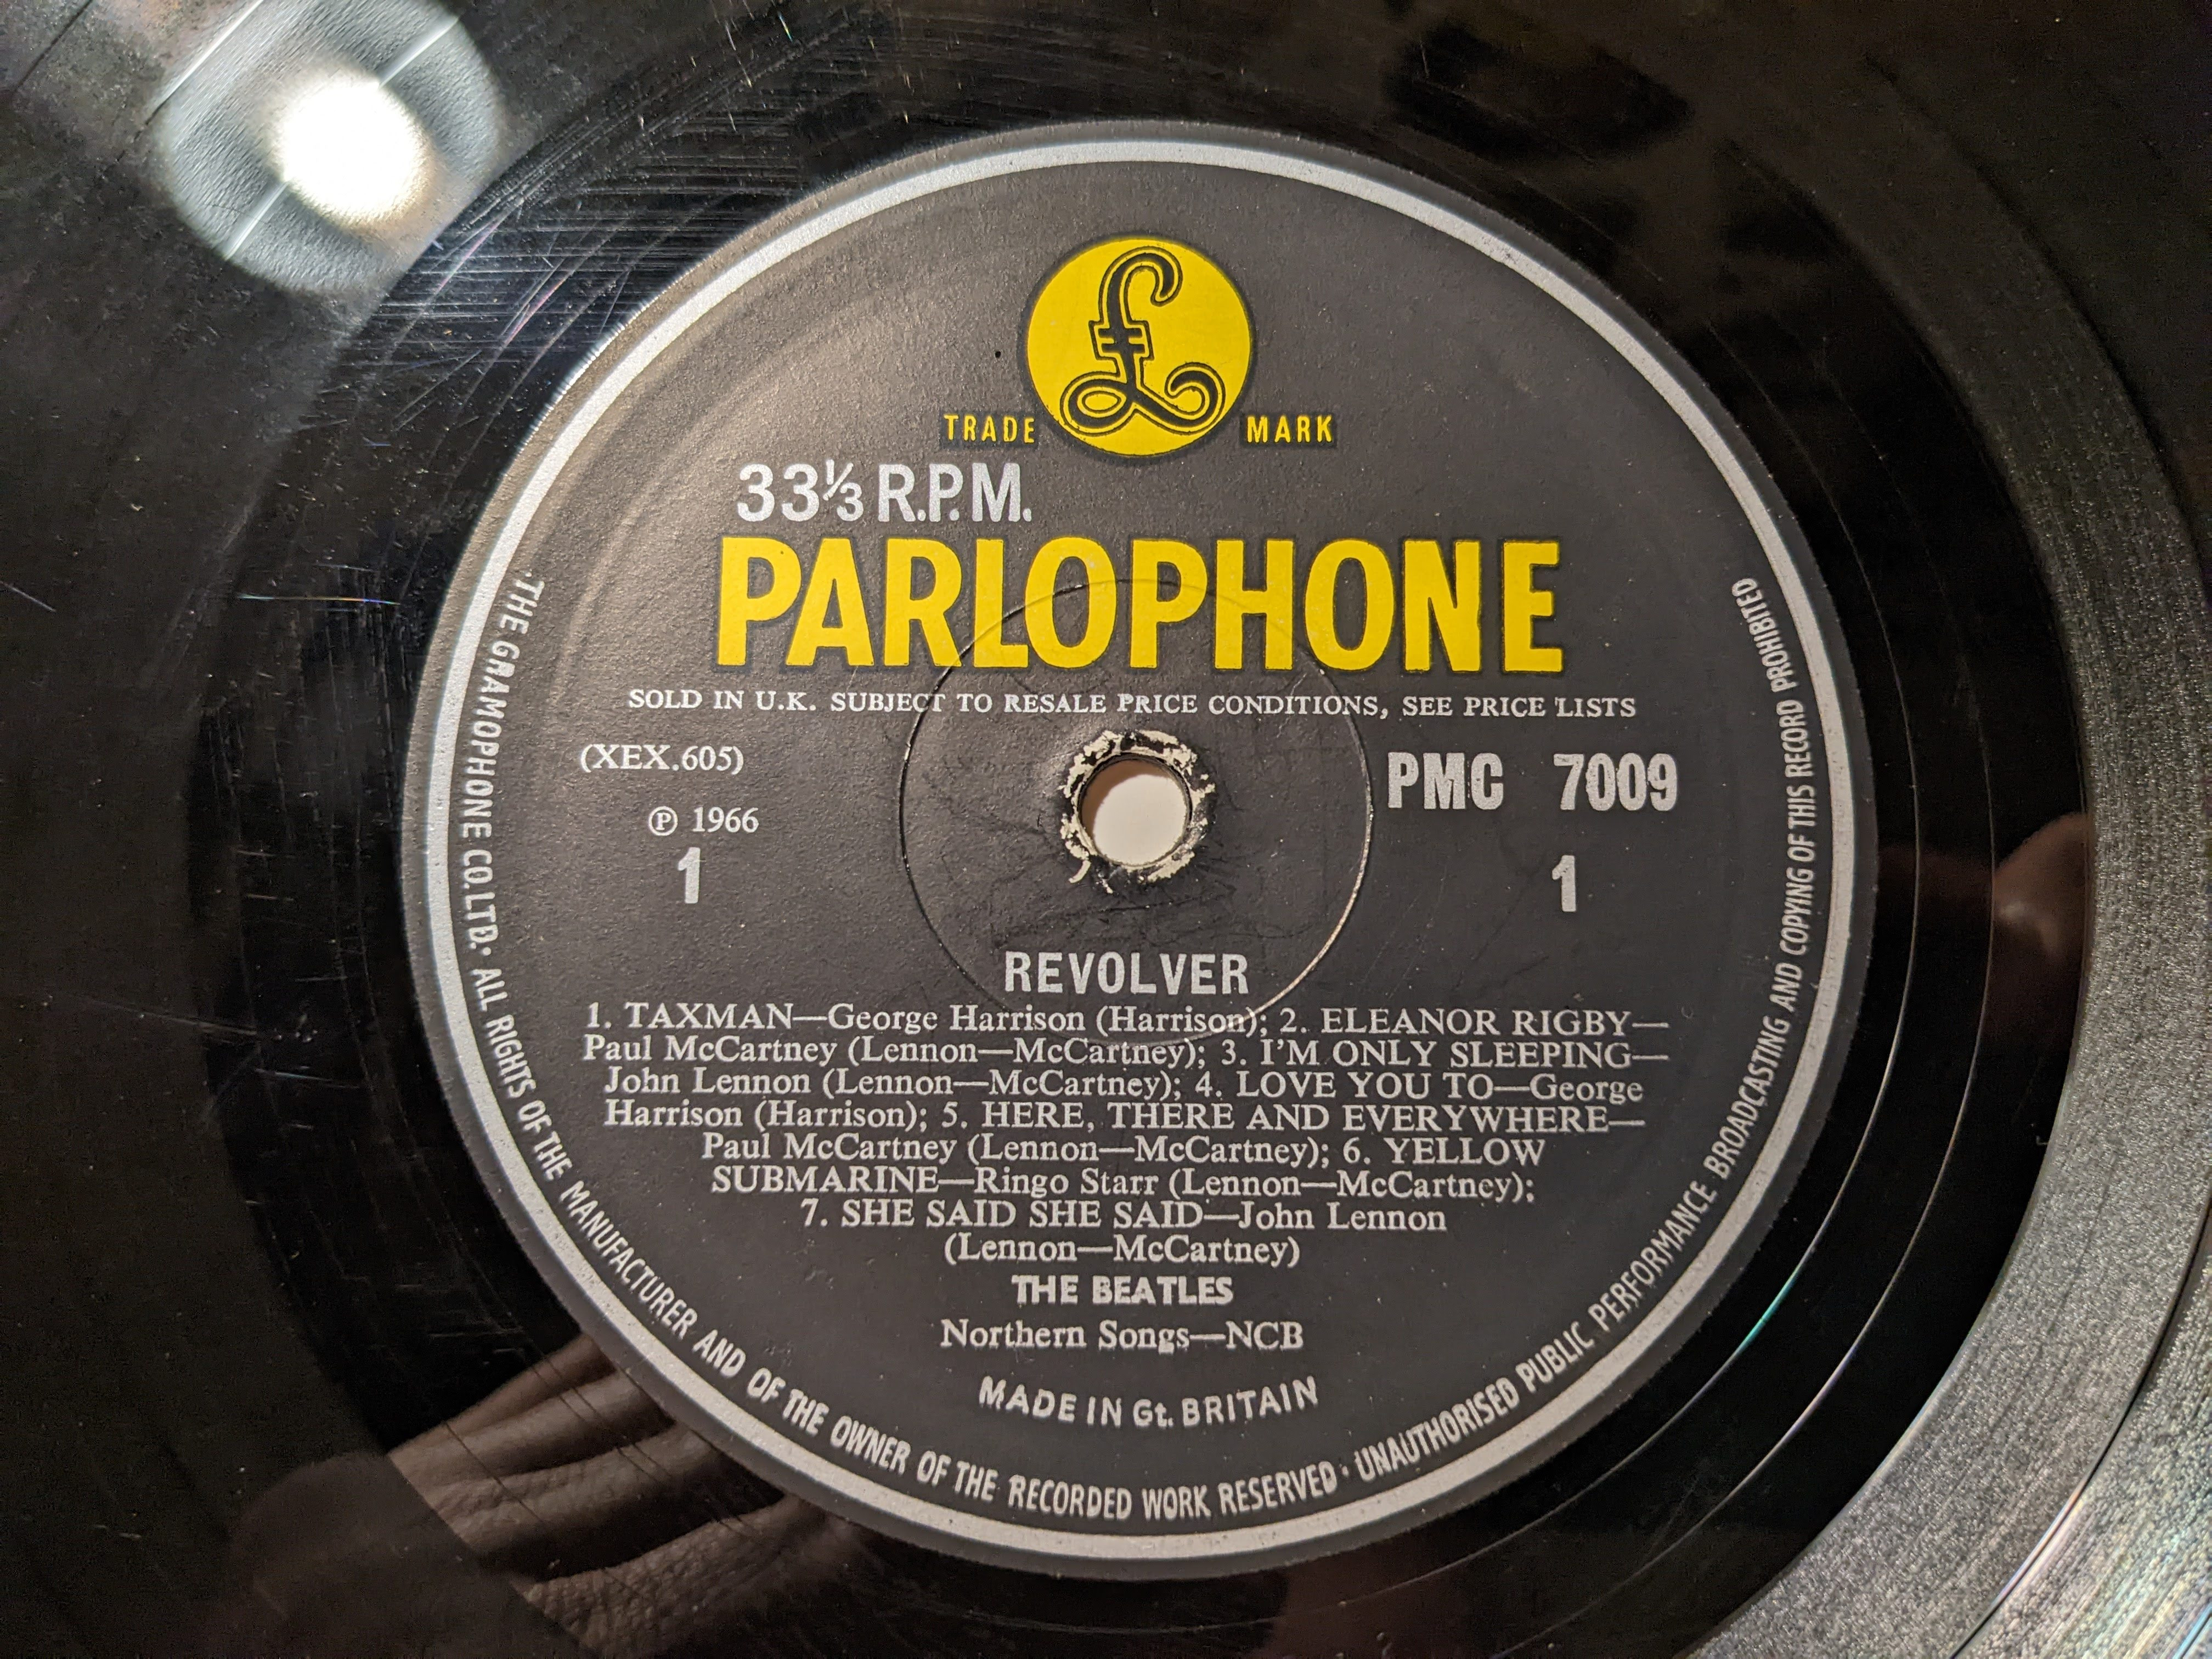 £
TRADE MARK
33⅓ R.P.M.
PARLOPHONE
SOLD IN U.K. SUBJECT TO RESALE PRICE CONDITIONS, SEE PRICE LISTS
(XEX.605)
PMC 7009
℗ 1966
1
1
REVOLVER
1. TAXMAN—George Harrison (Harrison); 2. ELEANOR RIGBY—
Paul McCartney (Lennon—McCartney); 3. I'M ONLY SLEEPING—
John Lennon (Lennon—McCartney); 4. LOVE YOU TO—George
Harrison (Harrison); 5. HERE, THERE AND EVERYWHERE—
Paul McCartney (Lennon—McCartney); 6. YELLOW
SUBMARINE—Ringo Starr (Lennon—McCartney);
7. SHE SAID SHE SAID—John Lennon
(Lennon—McCartney)
THE BEATLES
Northern Songs—NCB
MADE IN Gt. BRITAIN
THE GRAMOPHONE CO. LTD. · ALL RIGHTS OF THE MANUFACTURER AND OF THE OWNER OF THE RECORDED WORK RESERVED · UNAUTHORISED PUBLIC PERFORMANCE BROADCASTING AND COPYING OF THIS RECORD PROHIBITED